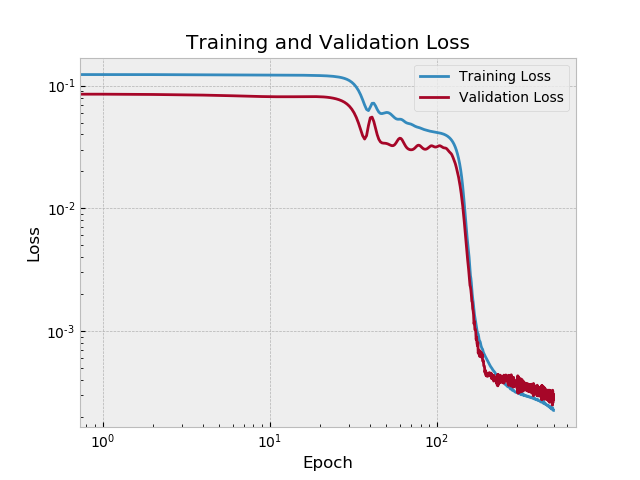 Training and Validation Loss
Training Loss
Validation Loss
10⁻¹
10⁻²
10⁻³
Loss
10⁰ 10¹ 10²
Epoch